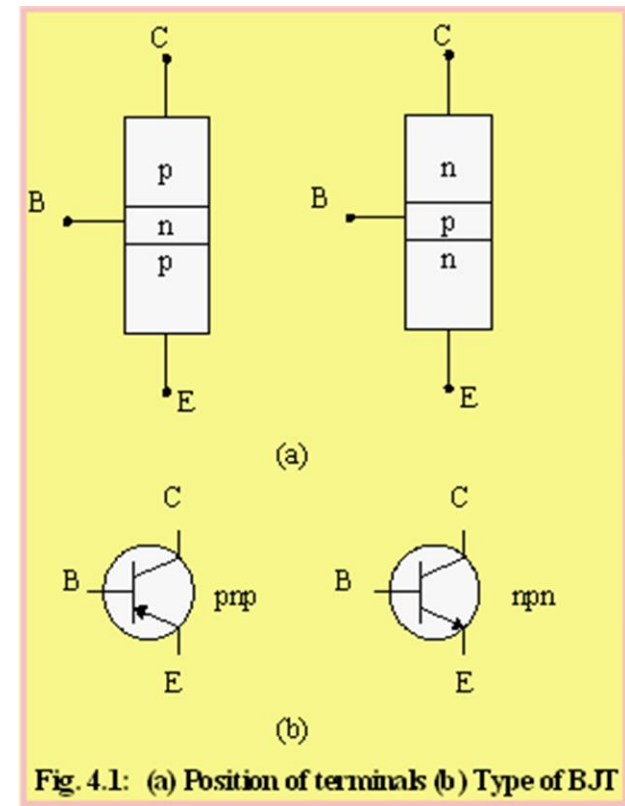 C C
p n
B B
n p
p n
E E
(a)
C C
B pnp B npn
E E
(b)
Fig. 4.1: (a) Position of terminals (b) Type of BJT